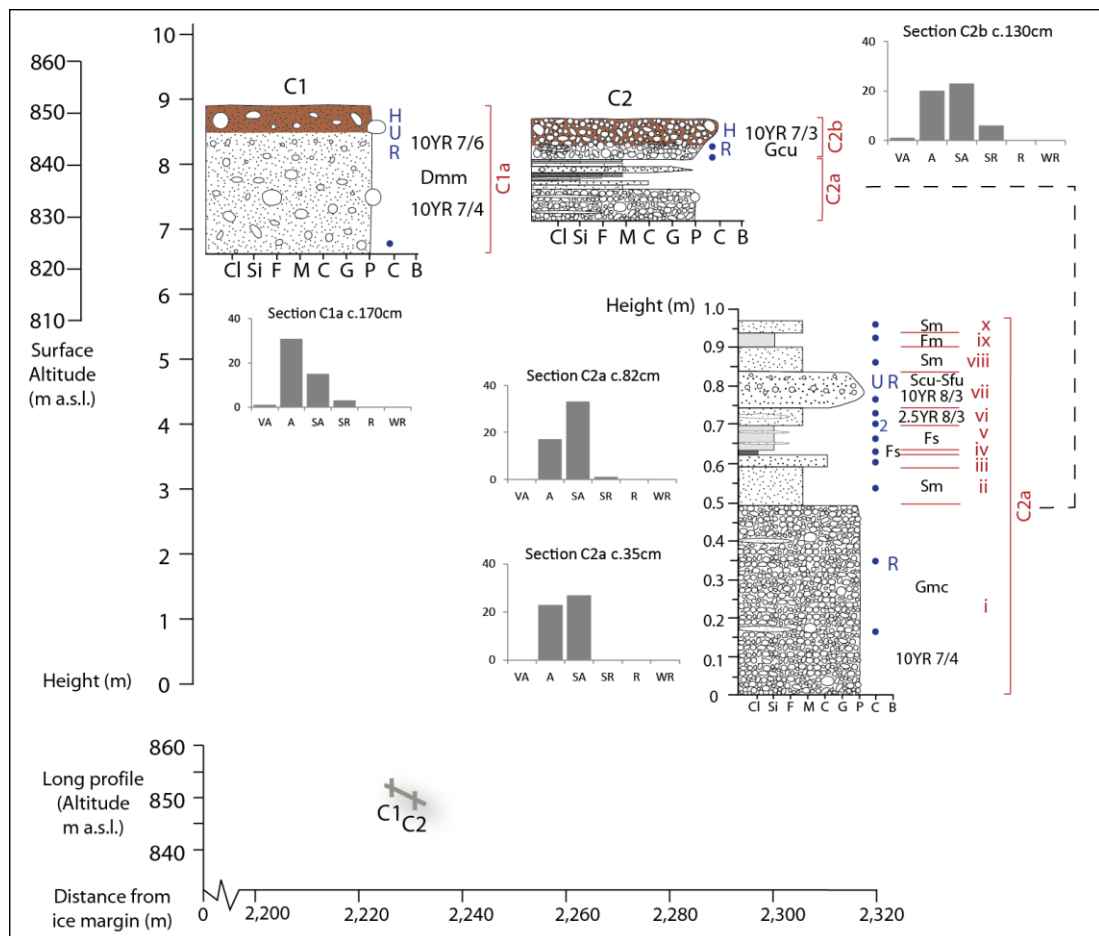 Section C2b c.130cm
40
20
0
VA A SA SR R WR
860
850
840
830
820
810
Surface
Altitude
(m a.s.l.)
10
9
8
7
6
5
4
3
2
1
0
Height (m)
C1
H
U
R
10YR 7/6
Dmm
10YR 7/4
C1a
Cl Si F M C G P C B
C2
H
R
10YR 7/3
Gcu
C2b
C2a
Cl Si F M C G P C B
Section C1a c.170cm
40
20
0
VA A SA SR R WR
Section C2a c.82cm
40
20
0
VA A SA SR R WR
Section C2a c.35cm
40
20
0
VA A SA SR R WR
Height (m)
1.0
0.9
0.8
0.7
0.6
0.5
0.4
0.3
0.2
0.1
0
Sm x
Fm ix
Sm viii
U R Scu-Sfu
10YR 8/3 vii
2.5YR 8/3 vi
2
Fs v
Fs iv
iii
Sm ii
R
Gmc
i
10YR 7/4
C2a
Cl Si F M C G P C B
860
850
840
Long profile
(Altitude
m a.s.l.)
C1
C2
Distance from
ice margin (m)
0 2,200 2,220 2,240 2,260 2,280 2,300 2,320